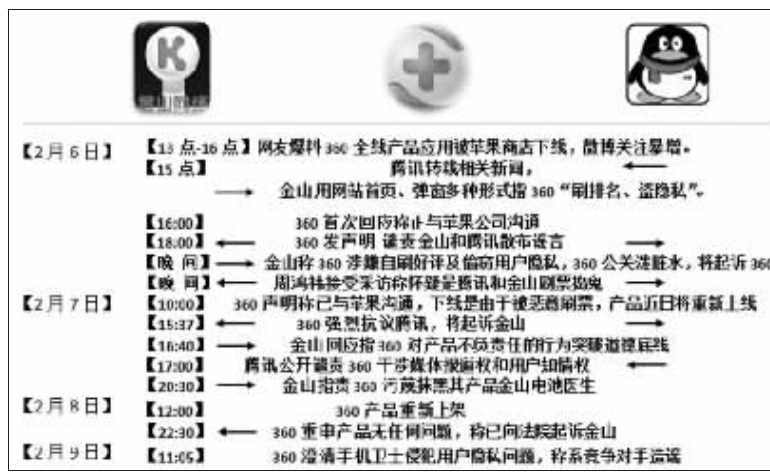 K
【2月6日】 【13点-16点】网友爆料360全线产品应用被苹果商店下线，微博关注暴增。
【15点】 腾讯转载相关新闻，
金山用网站首页、弹窗多种形式指360“刷排名、盗隐私”。
【16:00】 360首次回应称正与苹果公司沟通
【18:00】 360发声明 谴责金山和腾讯散布谣言
【晚间】 金山称360涉嫌自刷好评及偷窃用户隐私，360公关泼脏水，将起诉360
【晚间】 周鸿祎接受采访称怀疑是腾讯和金山刷票捣鬼
【2月7日】 【10:00】 360声明称已与苹果沟通，下线是由于被恶意刷票，产品近日将重新上线
【15:37】 360强烈抗议腾讯，将起诉金山
【16:40】 金山回应指360对产品不负责任的行为突破道德底线
【17:00】 腾讯公开谴责360干涉媒体报道权和用户知情权
【20:30】 金山指责360污蔑抹黑其产品金山电池医生
【2月8日】 【12:00】 360产品重新上架
【22:30】 360重申产品无任何问题，称已向法院起诉金山
【2月9日】 【11:05】 360澄清手机卫士侵犯用户隐私问题，称系竞争对手造谣